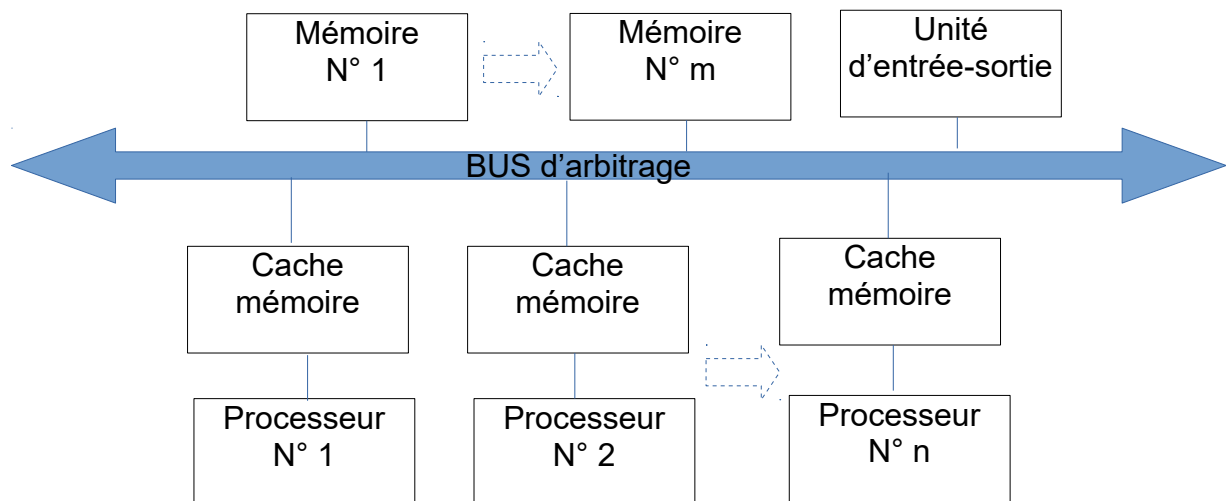 Mémoire
N° 1
Mémoire
N° m
Unité
d’entrée-sortie
BUS d’arbitrage
Cache
mémoire
Cache
mémoire
Cache
mémoire
Processeur
N° 1
Processeur
N° 2
Processeur
N° n